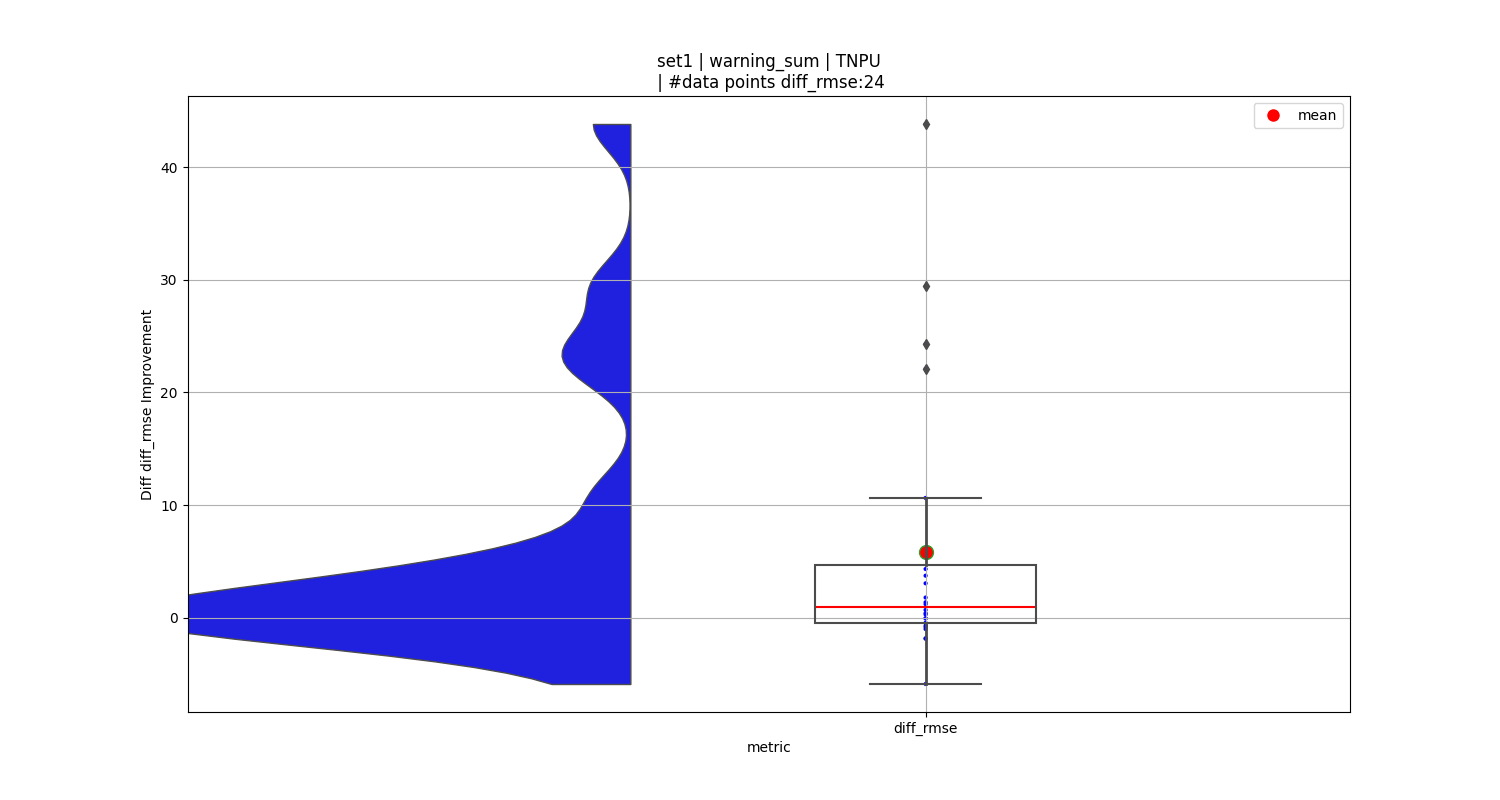 set1 | warning_sum | TNPU
| #data points diff_rmse:24
mean
40
30
20
10
0
Diff diff_rmse Improvement
diff_rmse
metric